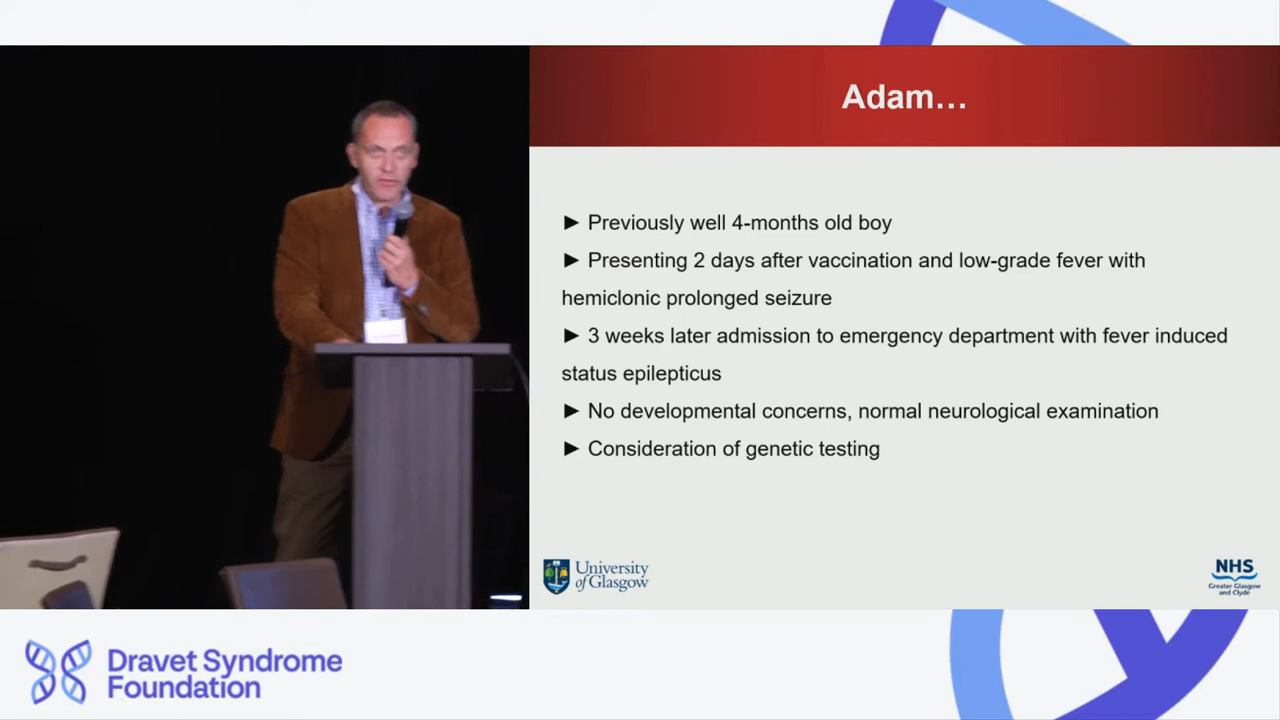 Adam...
► Previously well 4-months old boy
► Presenting 2 days after vaccination and low-grade fever with
hemiclonic prolonged seizure
► 3 weeks later admission to emergency department with fever induced
status epilepticus
► No developmental concerns, normal neurological examination
► Consideration of genetic testing
University
of Glasgow
NHS
Greater Glasgow
and Clyde
Dravet Syndrome
Foundation